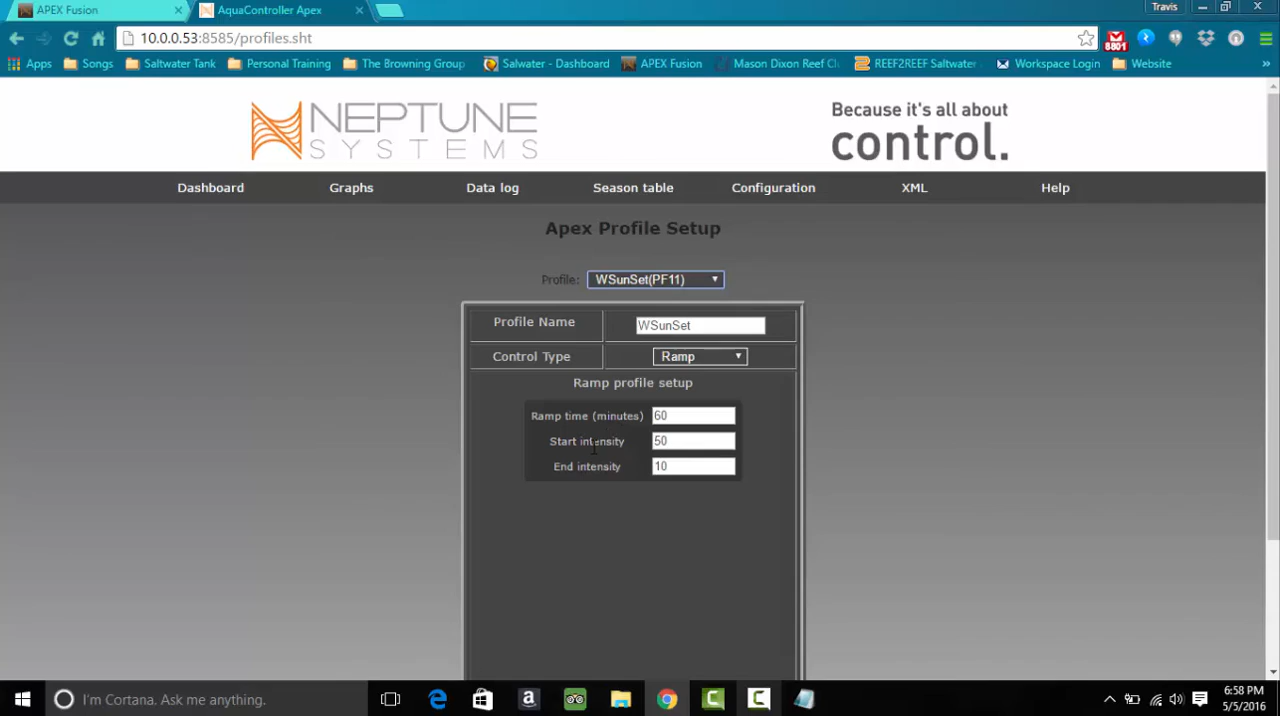 APEX Fusion
AquaController Apex
Travis
10.0.0.53:8585/profiles.sht
8801
Apps Songs Saltwater Tank Personal Training The Browning Group Salwater - Dashboard APEX Fusion Mason Dixon Reef Cl REEF2REEF Saltwater Workspace Login Website »
NEPTUNE
SYSTEMS
Because it's all about
control.
Dashboard Graphs Data log Season table Configuration XML Help
Apex Profile Setup
Profile: WSunSet(PF11)
Profile Name WSunSet
Control Type Ramp
Ramp profile setup
Ramp time (minutes) 60
Start intensity 50
End intensity 10
I'm Cortana. Ask me anything.
6:58 PM
5/5/2016